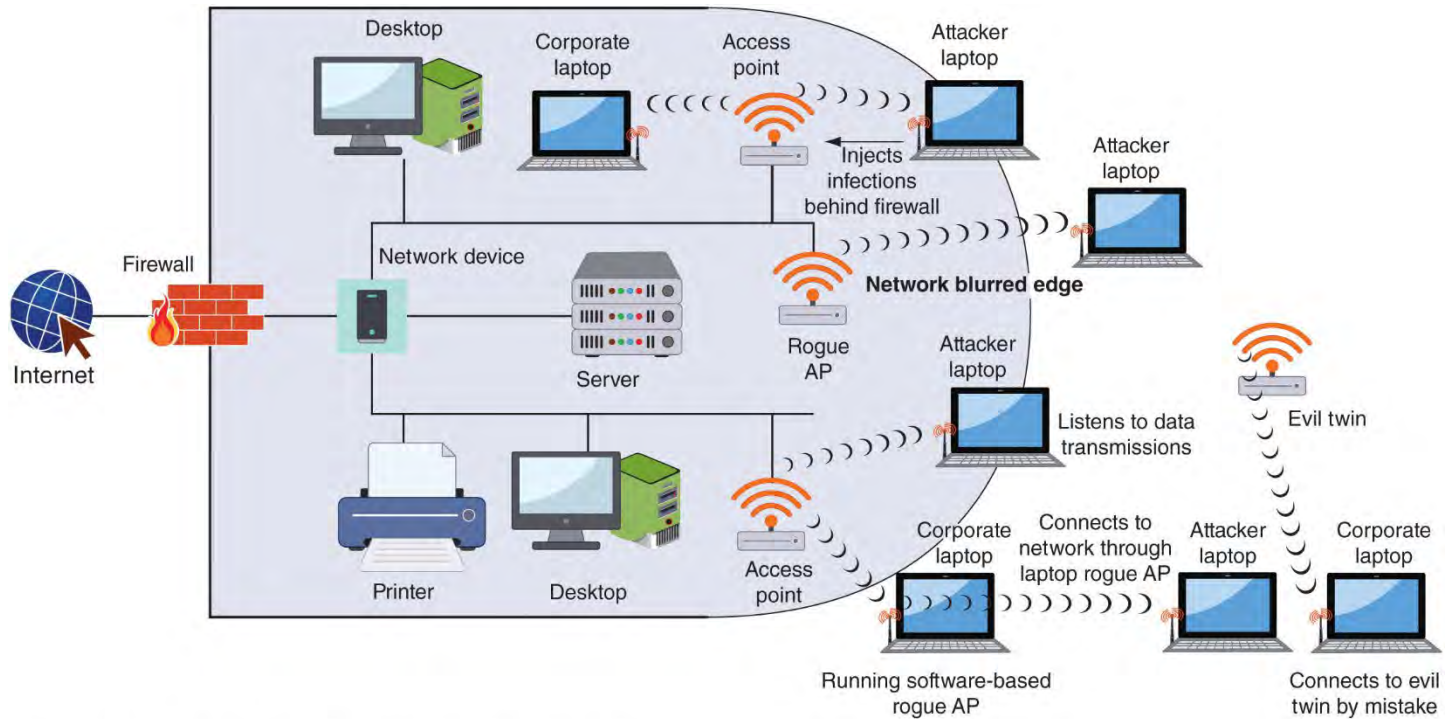 Desktop
Corporate
laptop
Access
point
Attacker
laptop
Attacker
laptop
Injects
infections
behind firewall
Firewall
Network device
Network blurred edge
Internet
Server
Rogue
AP
Attacker
laptop
Listens to data
transmissions
Evil twin
Printer
Desktop
Access
point
Corporate
laptop
Connects to
network through
laptop rogue AP
Attacker
laptop
Corporate
laptop
Running software-based
rogue AP
Connects to evil
twin by mistake